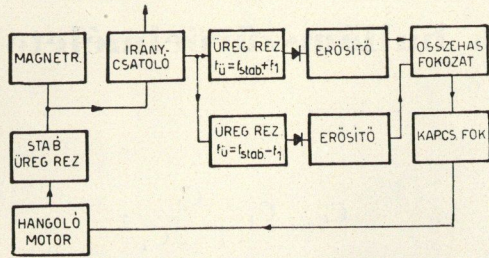 MAGNETR.
IRÁNY-
CSATOLÓ
ÜREG REZ
fü=fstab.+f1
ERŐSÍTŐ
ÖSSZEHAS
FOKOZAT
STAB
ÜREG REZ
ÜREG REZ
fü=fstab.-f1
ERŐSÍTŐ
KAPCS. FOK
HANGOLÓ
MOTOR